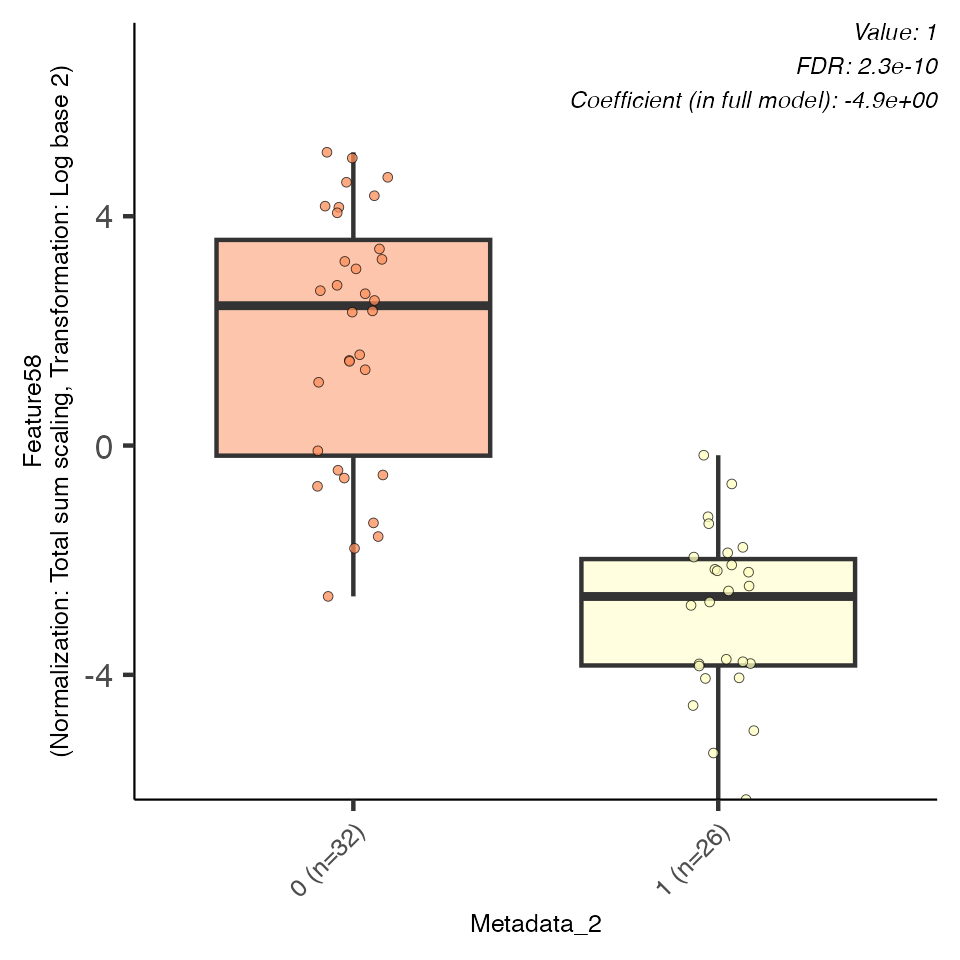 Value: 1
FDR: 2.3e-10
Coefficient (in full model): -4.9e+00
Feature58
(Normalization: Total sum scaling, Transformation: Log base 2)
4
0
-4
0 (n=32)
1 (n=26)
Metadata_2